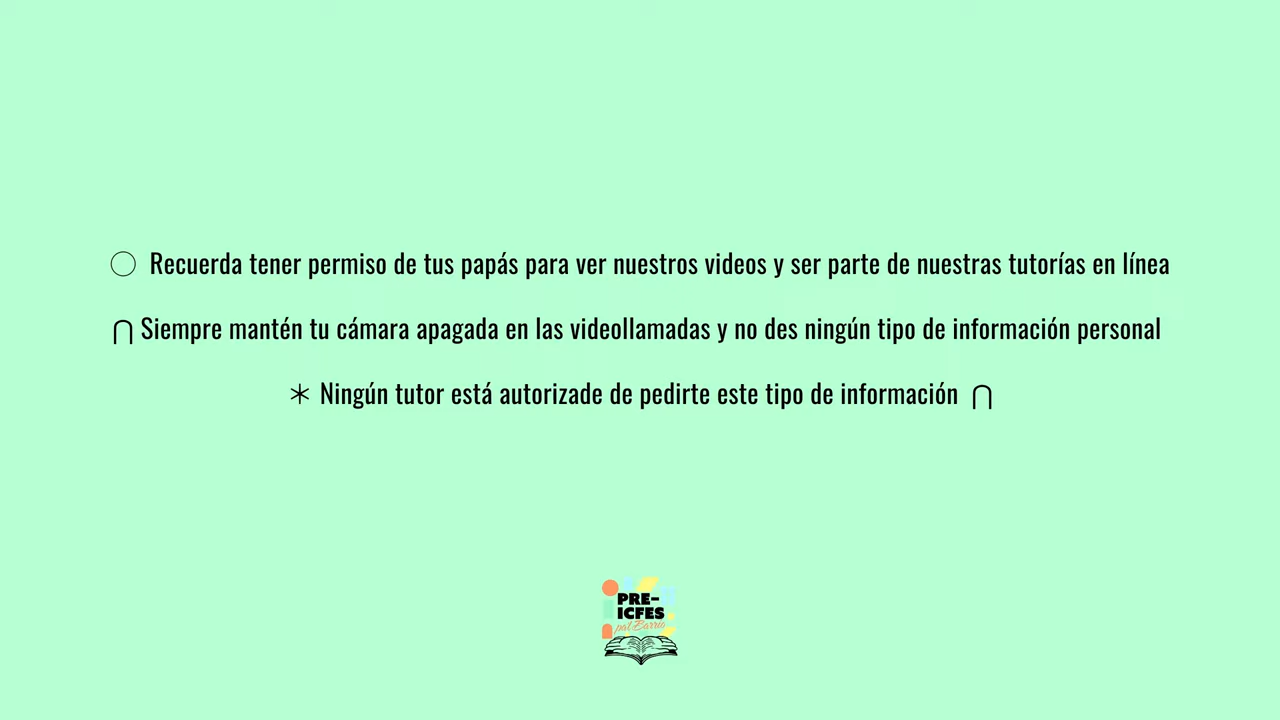 ○ Recuerda tener permiso de tus papás para ver nuestros videos y ser parte de nuestras tutorías en línea
⋂ Siempre mantén tu cámara apagada en las videollamadas y no des ningún tipo de información personal
✳ Ningún tutor está autorizade de pedirte este tipo de información ⋂
PRE-
ICFES
pal Barrio